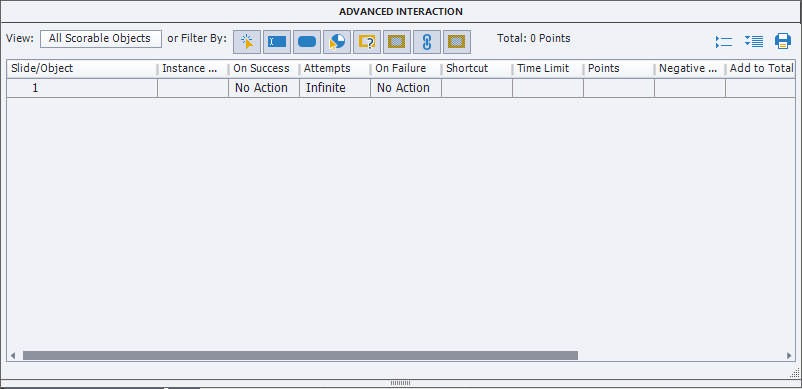 ADVANCED INTERACTION
View: All Scorable Objects or Filter By: Total: 0 Points
Slide/Object Instance ... On Success Attempts On Failure Shortcut Time Limit Points Negative ... Add to Total
1 No Action Infinite No Action